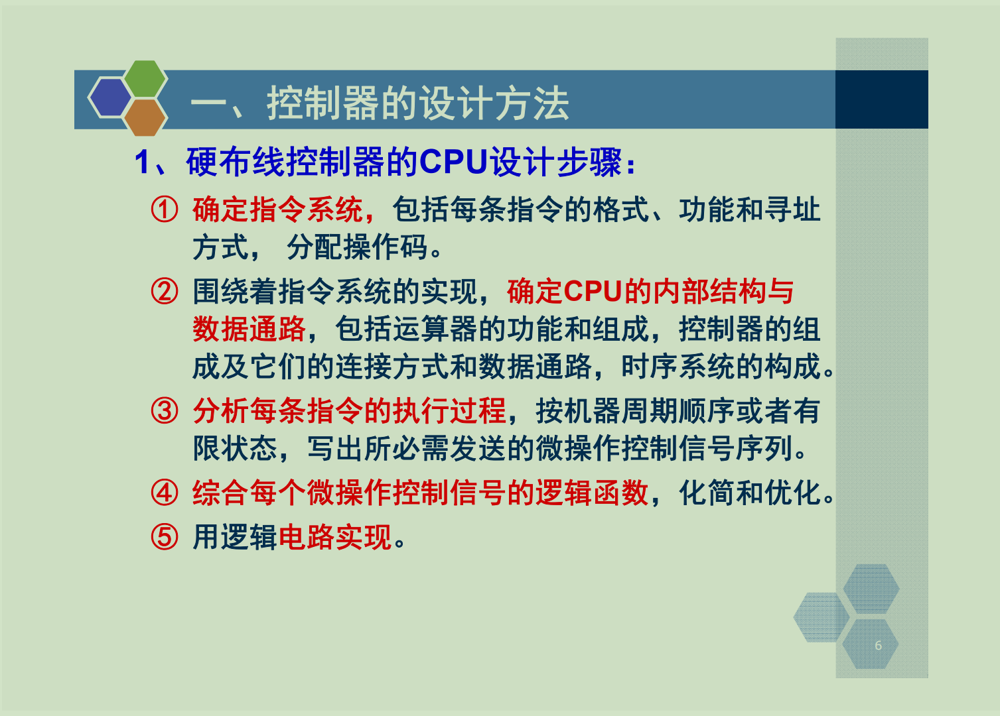 一、控制器的设计方法
1、硬布线控制器的CPU设计步骤：
① 确定指令系统，包括每条指令的格式、功能和寻址
方式， 分配操作码。
② 围绕着指令系统的实现，确定CPU的内部结构与
数据通路，包括运算器的功能和组成，控制器的组
成及它们的连接方式和数据通路，时序系统的构成。
③ 分析每条指令的执行过程，按机器周期顺序或者有
限状态，写出所必需发送的微操作控制信号序列。
④ 综合每个微操作控制信号的逻辑函数，化简和优化。
⑤ 用逻辑电路实现。
6